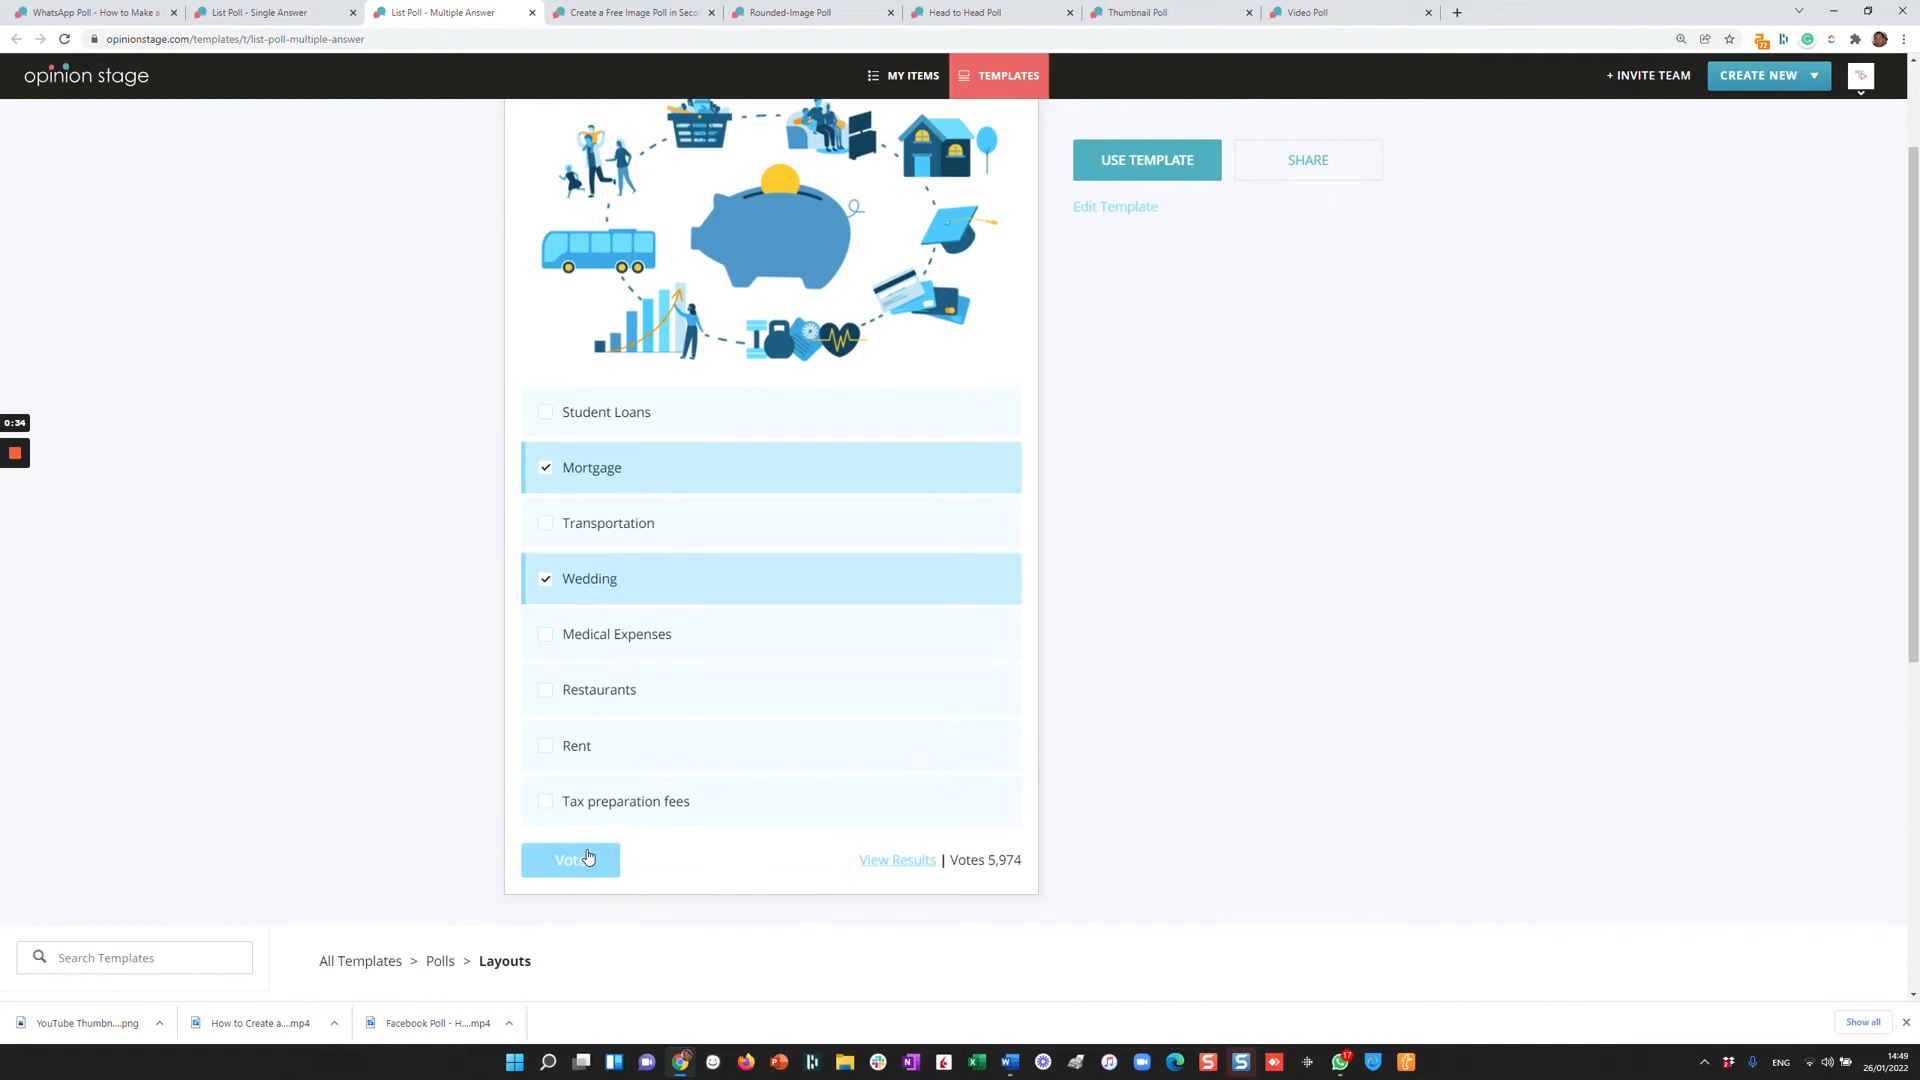 WhatsApp Poll - How to Make a
List Poll - Single Answer
List Poll - Multiple Answer
Create a Free Image Poll in Seco
Rounded-Image Poll
Head to Head Poll
Thumbnail Poll
Video Poll
opinionstage.com/templates/t/list-poll-multiple-answer
opinion stage
MY ITEMS
TEMPLATES
+ INVITE TEAM
CREATE NEW
USE TEMPLATE
SHARE
Edit Template
0:34
Student Loans
Mortgage
Transportation
Wedding
Medical Expenses
Restaurants
Rent
Tax preparation fees
View Results | Votes 5,974
Search Templates
All Templates > Polls > Layouts
YouTube Thumbn....png
How to Create a....mp4
Facebook Poll - H....mp4
Show all
17
ENG
14:49
26/01/2022